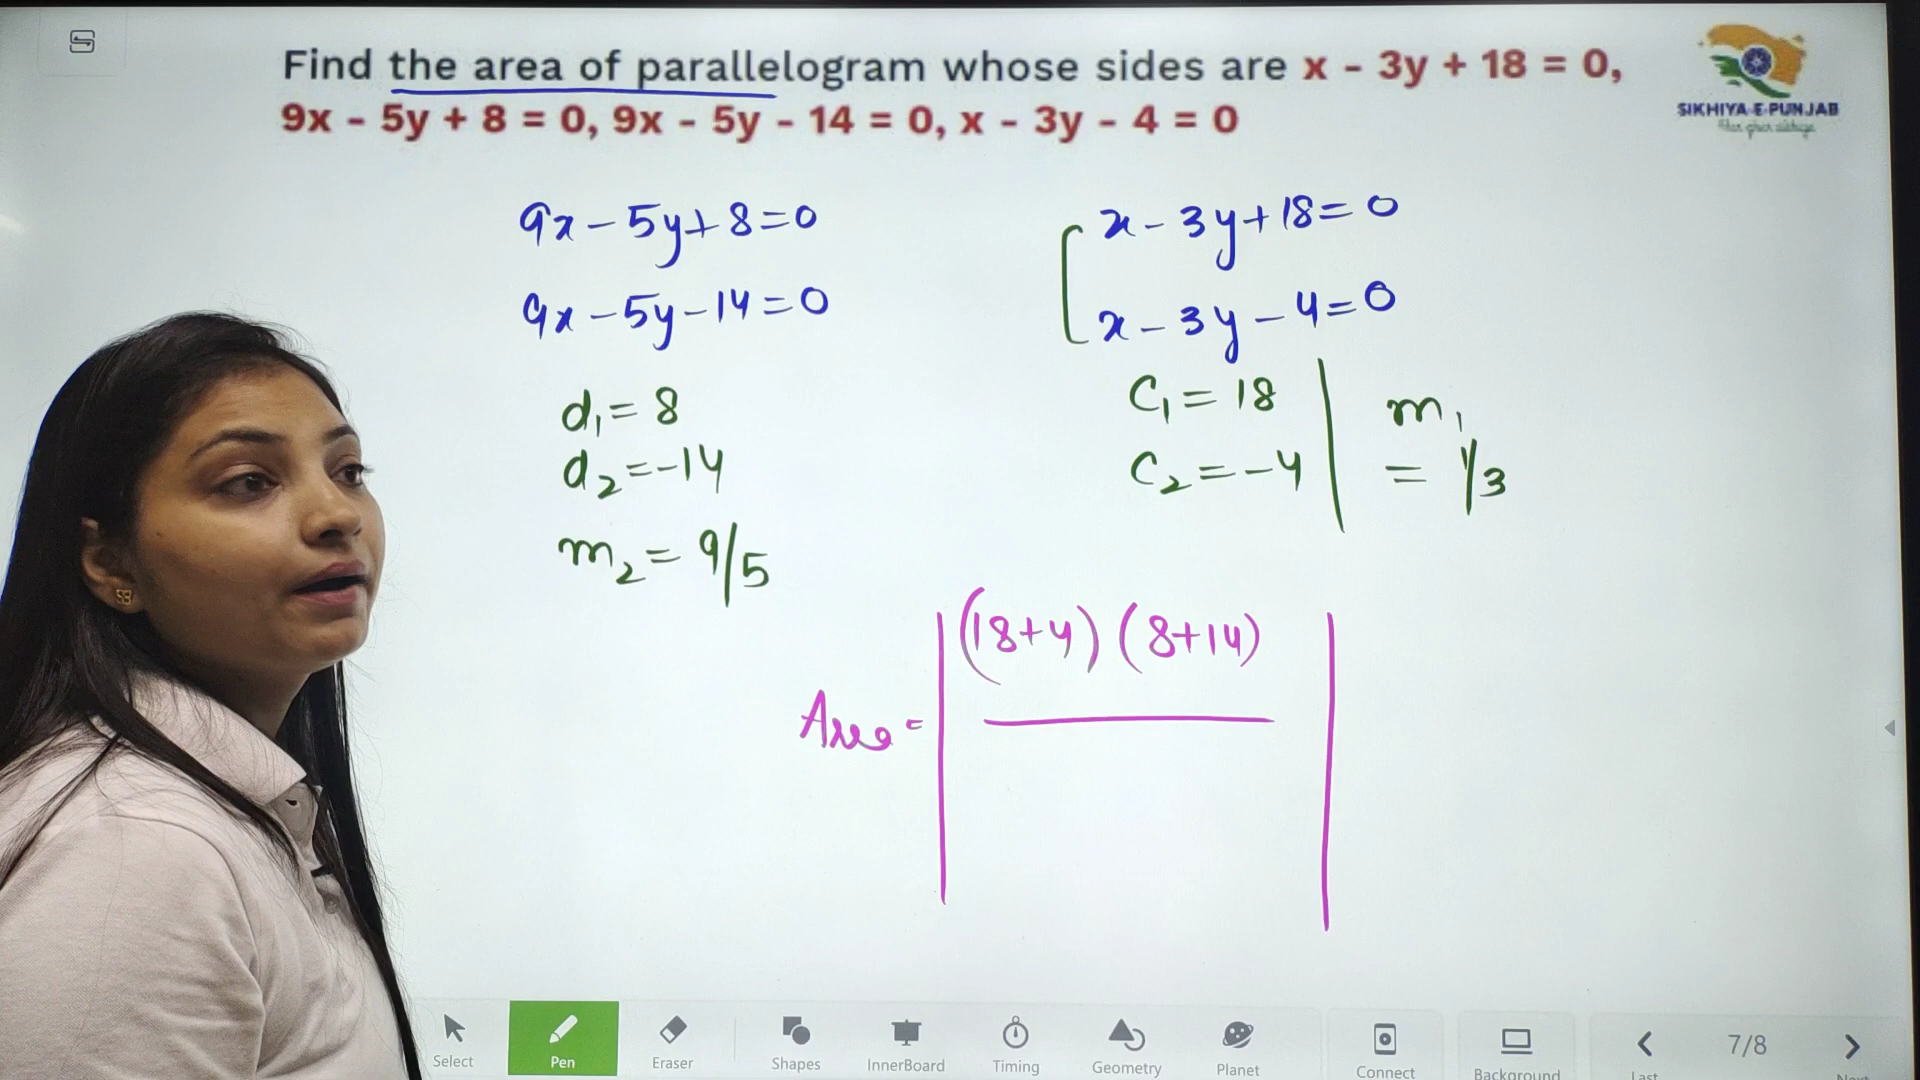 Find the area of parallelogram whose sides are x - 3y + 18 = 0,
9x - 5y + 8 = 0, 9x - 5y - 14 = 0, x - 3y - 4 = 0
SIKHIYA-E-PUNJAB
9x - 5y + 8 = 0
x - 3y + 18 = 0
9x - 5y - 14 = 0
x - 3y - 4 = 0
d₁ = 8
C₁ = 18
m₁
d₂ = -14
C₂ = -4
= 1/3
m₂ = 9/5
(18+4) (8+14)
Area =
Select
Pen
Eraser
Shapes
InnerBoard
Timing
Geometry
Planet
Connect
Background
Last
7/8
Next